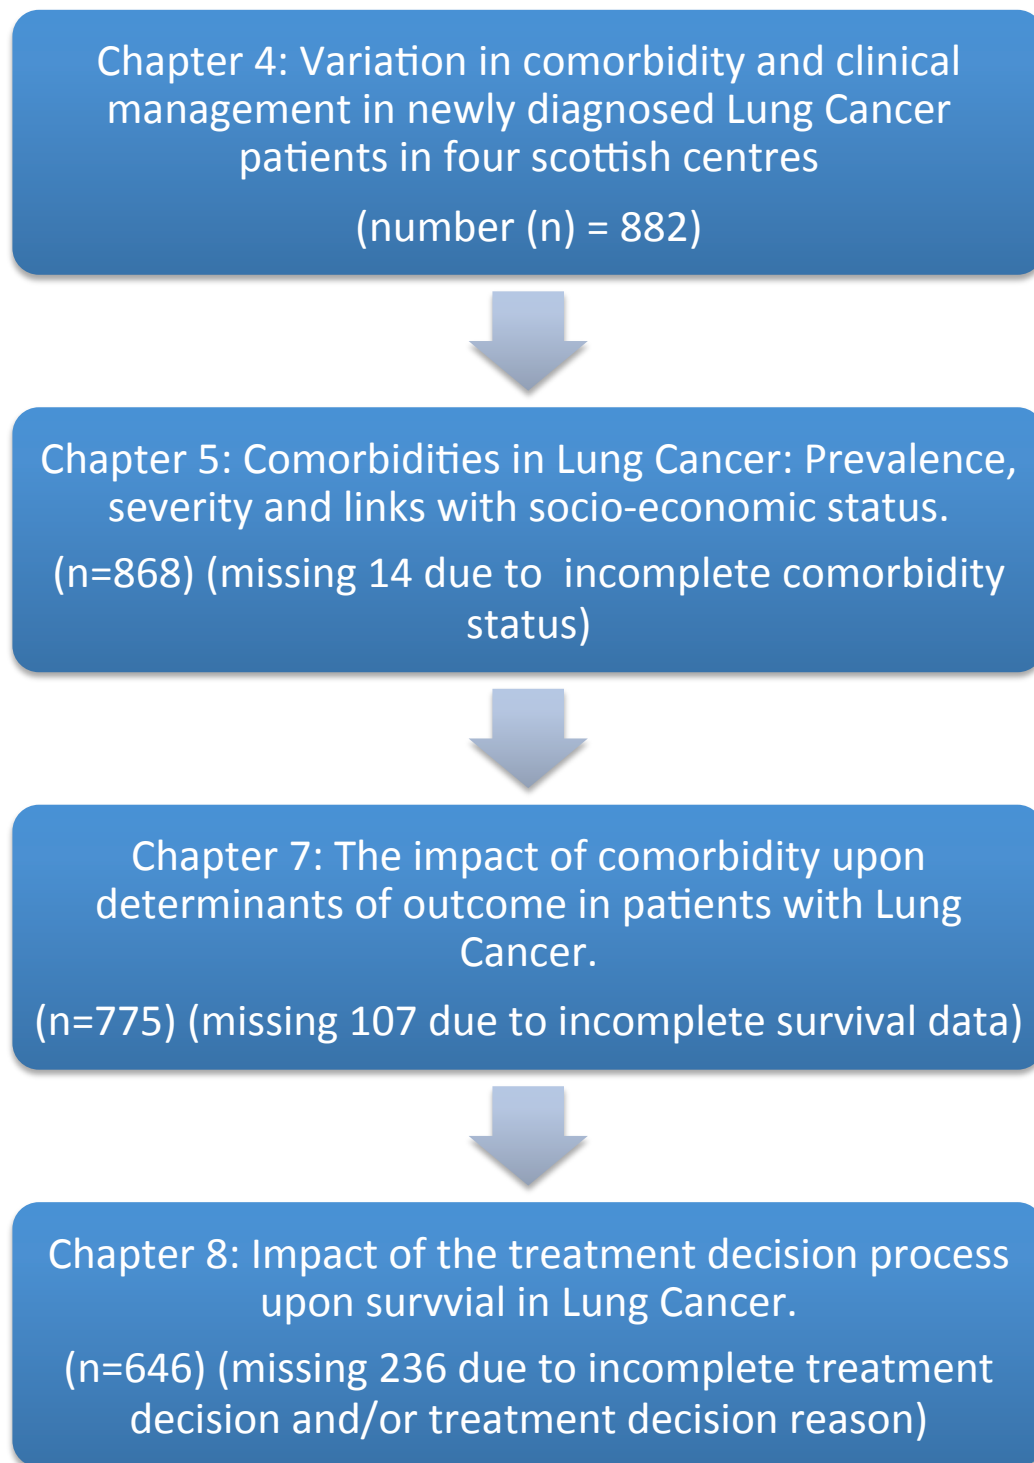 Chapter 4: Variation in comorbidity and clinical
management in newly diagnosed Lung Cancer
patients in four scottish centres
(number (n) = 882)
Chapter 5: Comorbidities in Lung Cancer: Prevalence,
severity and links with socio-economic status.
(n=868) (missing 14 due to incomplete comorbidity
status)
Chapter 7: The impact of comorbidity upon
determinants of outcome in patients with Lung
Cancer.
(n=775) (missing 107 due to incomplete survival data)
Chapter 8: Impact of the treatment decision process
upon survvial in Lung Cancer.
(n=646) (missing 236 due to incomplete treatment
decision and/or treatment decision reason)